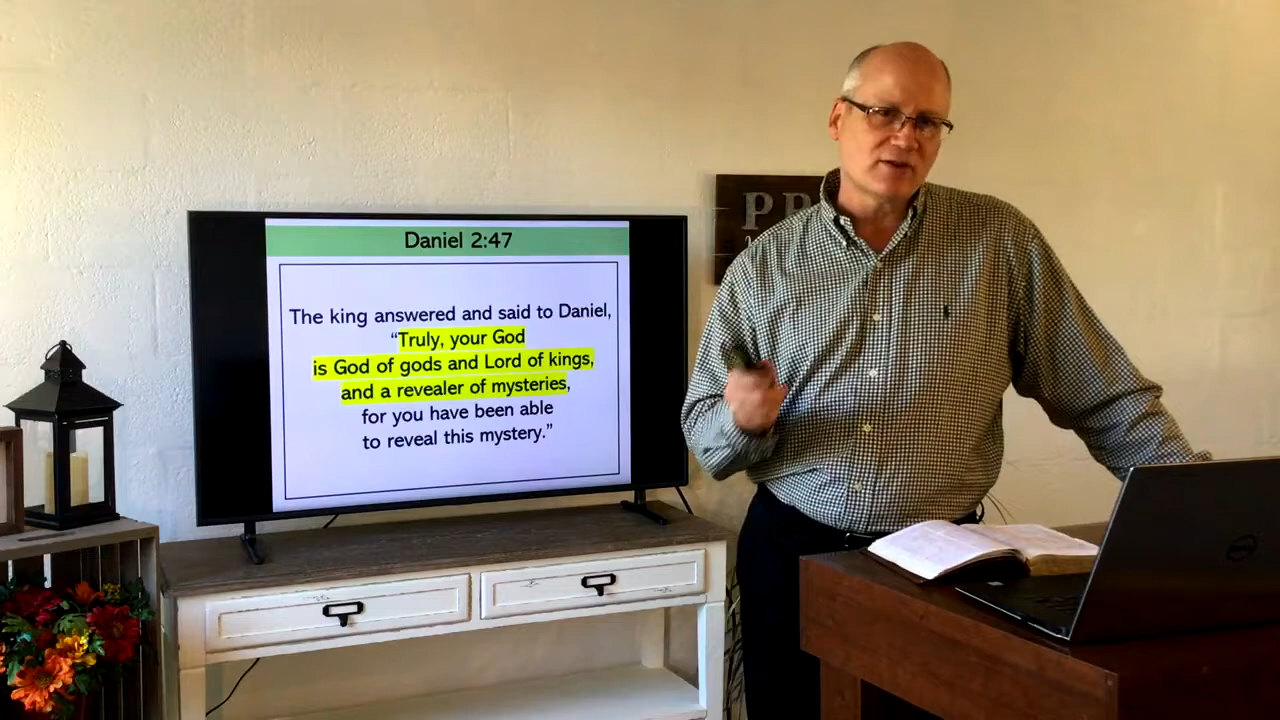 Daniel 2:47
The king answered and said to Daniel,
“Truly, your God
is God of gods and Lord of kings,
and a revealer of mysteries,
for you have been able
to reveal this mystery.”
DELL